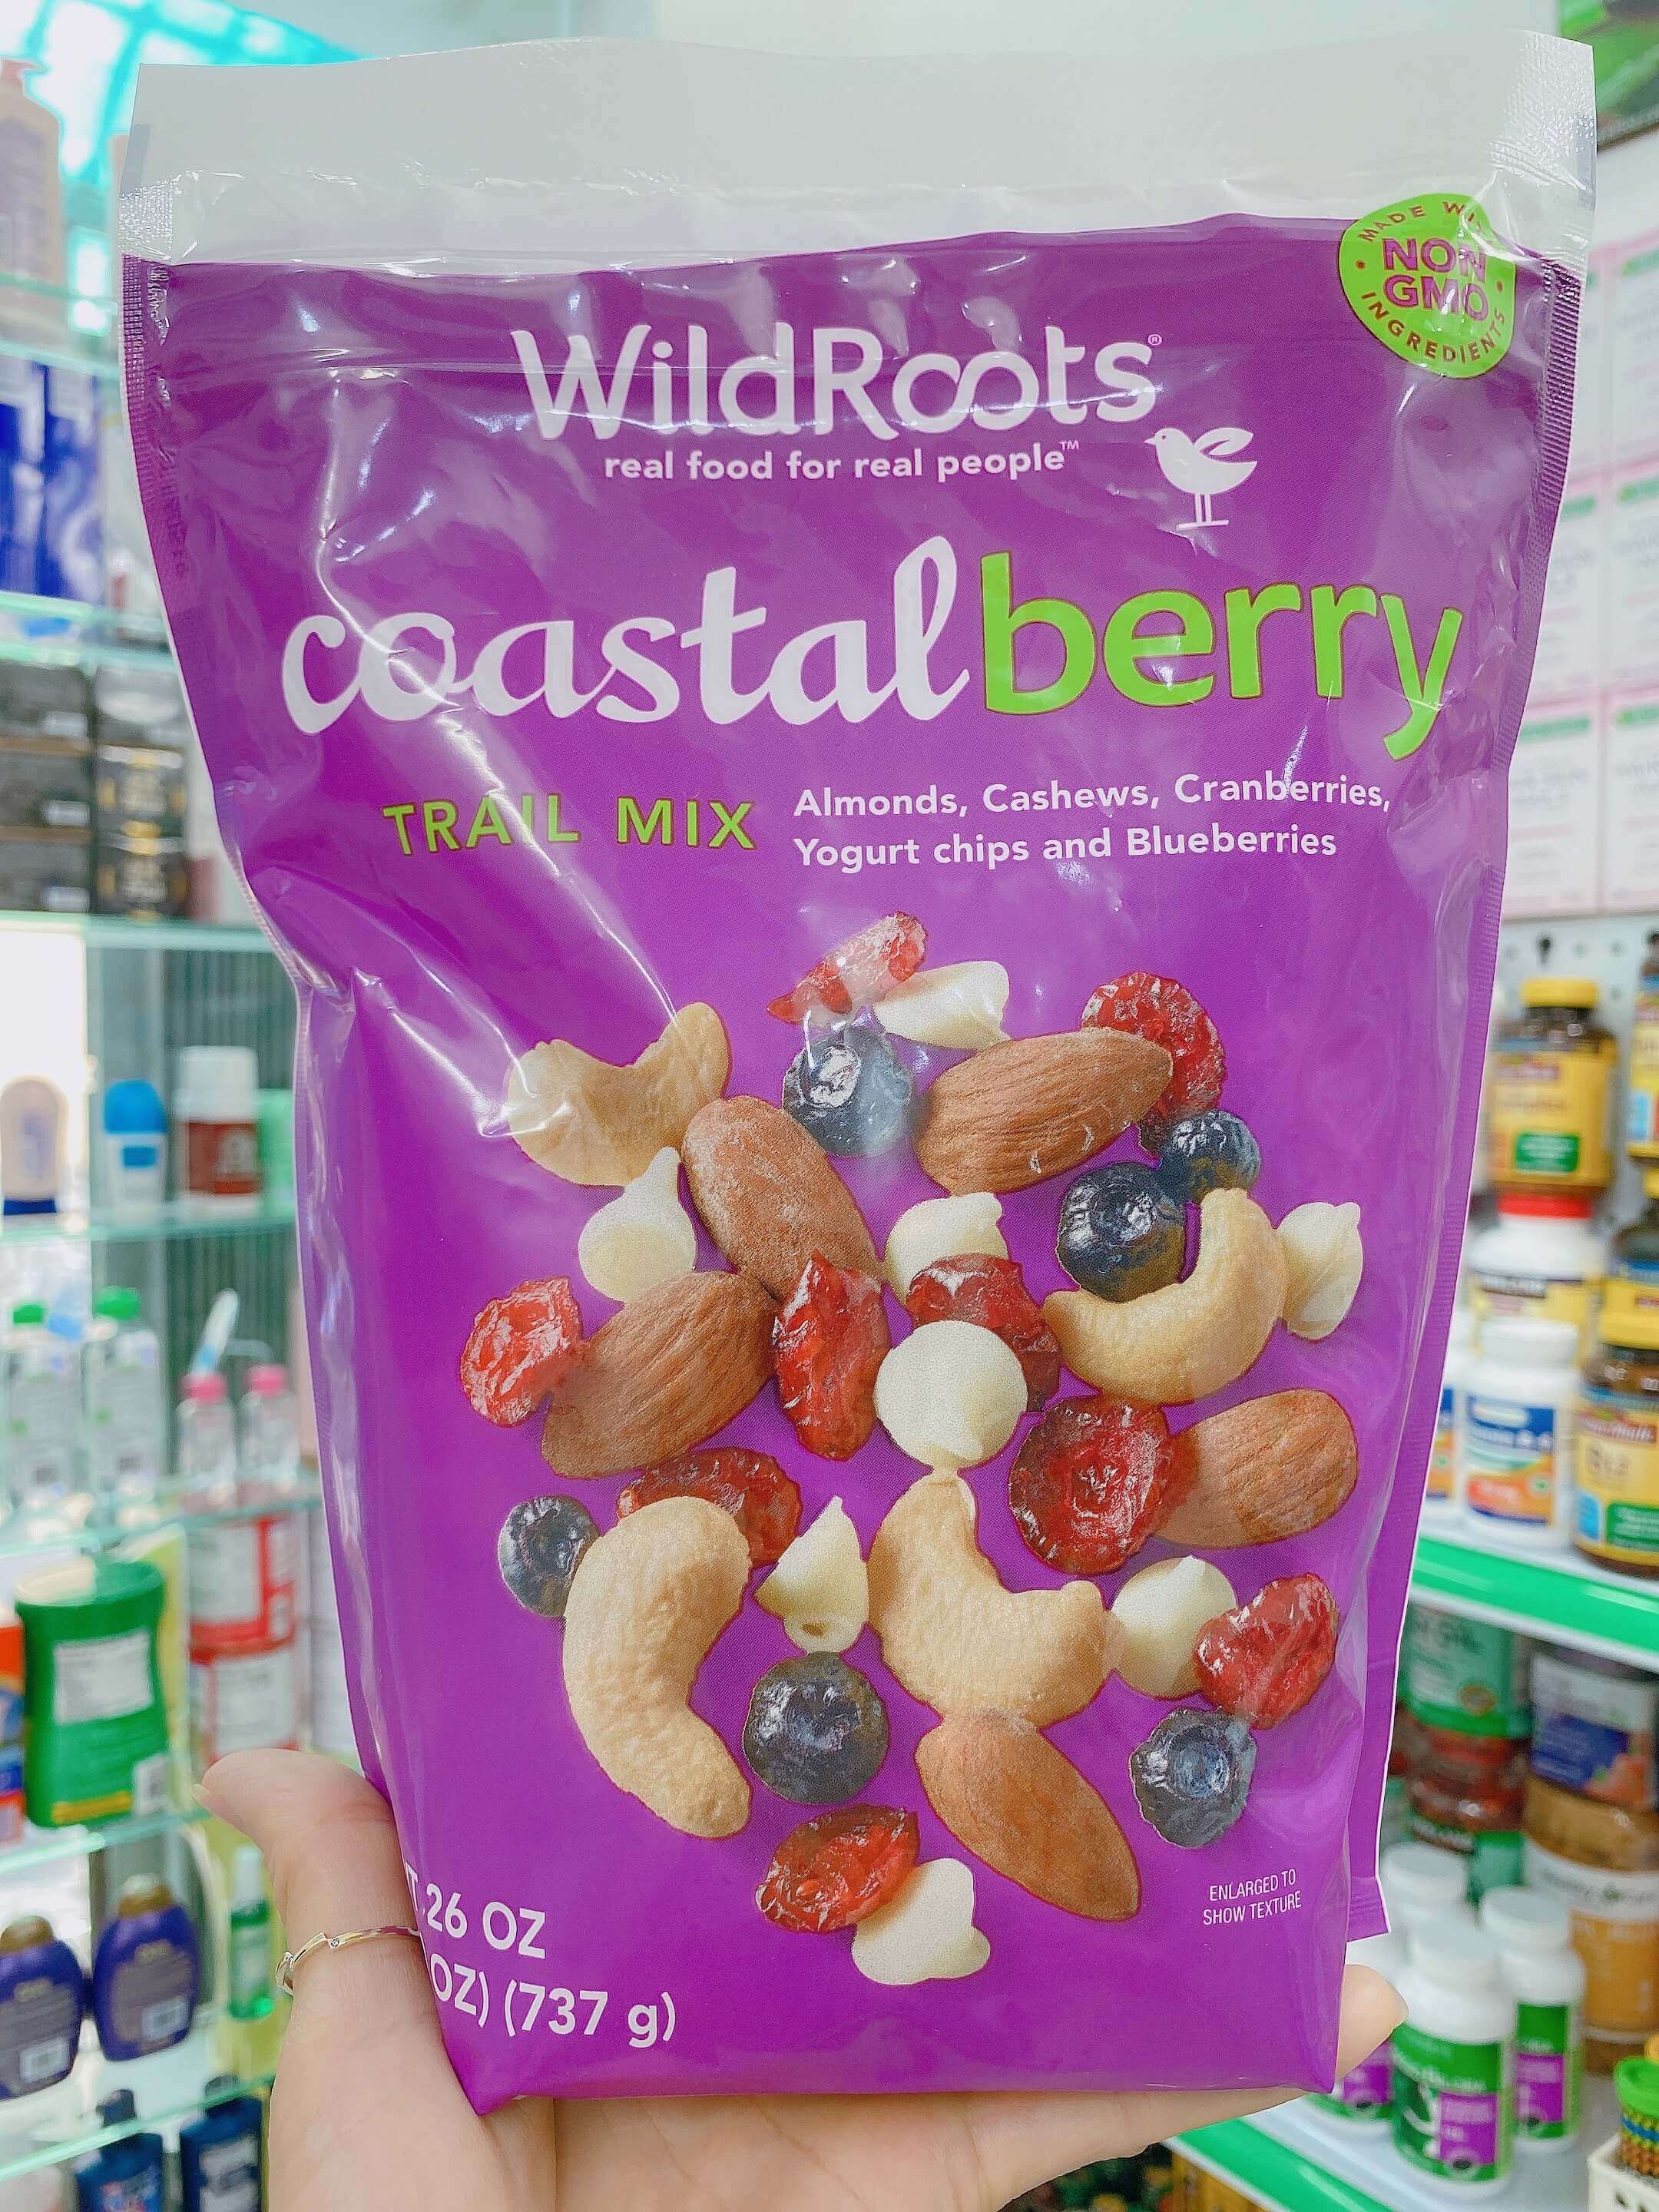 MADE WI
NON
GMO
INGREDIENTS
WildRoots®
real food for real people™
coastalberry
TRAIL MIX
Almonds, Cashews, Cranberries,
Yogurt chips and Blueberries
ENLARGED TO
SHOW TEXTURE
T 26 OZ
OZ) (737 g)